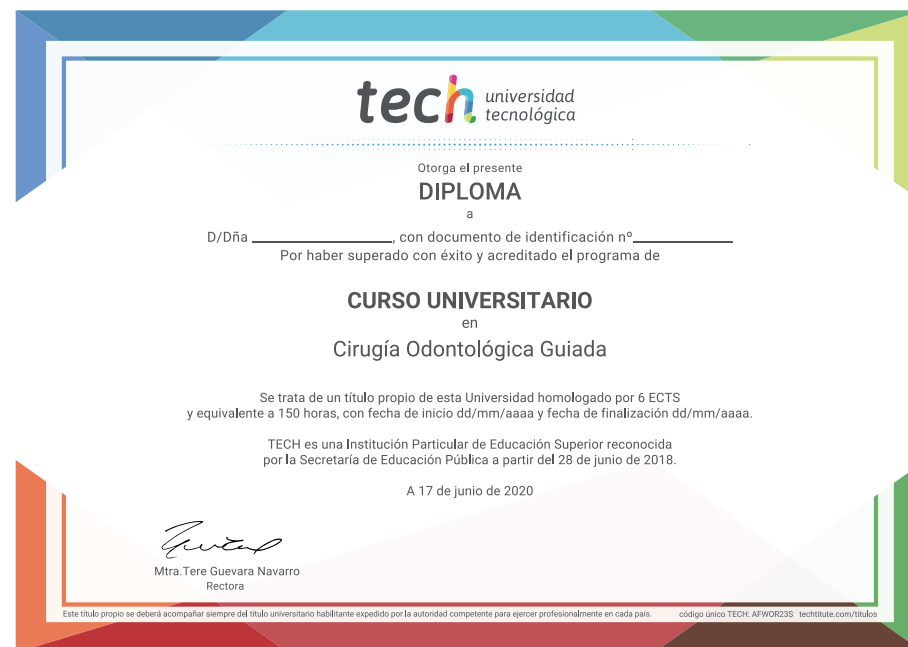 tech universidad
tecnológica
Otorga el presente
DIPLOMA
a
D/Dña ____________________, con documento de identificación nº______________
Por haber superado con éxito y acreditado el programa de
CURSO UNIVERSITARIO
en
Cirugía Odontológica Guiada
Se trata de un título propio de esta Universidad homologado por 6 ECTS
y equivalente a 150 horas, con fecha de inicio dd/mm/aaaa y fecha de finalización dd/mm/aaaa.
TECH es una Institución Particular de Educación Superior reconocida
por la Secretaría de Educación Pública a partir del 28 de junio de 2018.
A 17 de junio de 2020
Mtra.Tere Guevara Navarro
Rectora
Este título propio se deberá acompañar siempre del título universitario habilitante expedido por la autoridad competente para ejercer profesionalmente en cada país. código único TECH: AFWOR23S techtitute.com/títulos